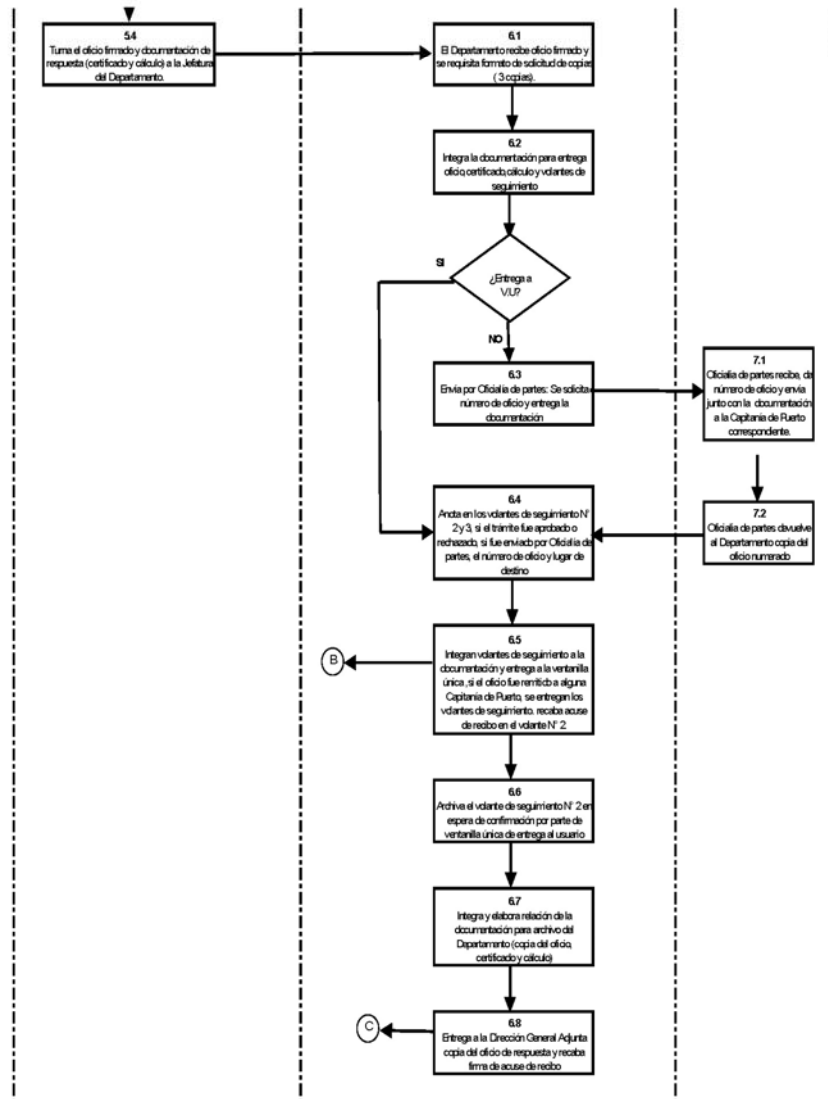 5.4
Turna el oficio firmado y documentación de
respuesta (certificado y cálculo) a la Jefatura
del Departamento.
6.1
El Departamento recibe oficio firmado y
se requisita formato de solicitud de copias
( 3 copias).
6.2
Integra la documentación para entrega
oficio, certificado, cálculo y volantes de
seguimiento
¿Entrega a
V.U?
SI
NO
6.3
Envia por Oficialía de partes: Se solicita
número de oficio y entrega la
documentación
7.1
Oficialía de partes recibe, da
número de oficio y envía
junto con la documentación
a la Capitanía de Puerto
correspondiente.
7.2
Oficialía de partes devuelve
al Departamento copia del
oficio numerado
6.4
Anota en los volantes de seguimiento N°
2 y 3, si el trámite fue aprobado o
rechazado, si fue enviado por Oficialía de
partes, el número de oficio y lugar de
destino
6.5
Integran volantes de seguimiento a la
documentación y entrega a la ventanilla
única ,si el oficio fue remitido a alguna
Capitanía de Puerto, se entregan los
volantes de seguimiento. recaba acuse
de recibo en el volante N° 2
B
6.6
Archiva el volante de seguimiento N° 2 en
espera de confirmación por parte de
ventanilla única de entrega al usuario
6.7
Integra y elabora relación de la
documentación para archivo del
Departamento (copia del oficio,
certificado y cálculo)
6.8
Entrega a la Dirección General Adjunta
copia del oficio de respuesta y recaba
firma de acuse de recibo
C